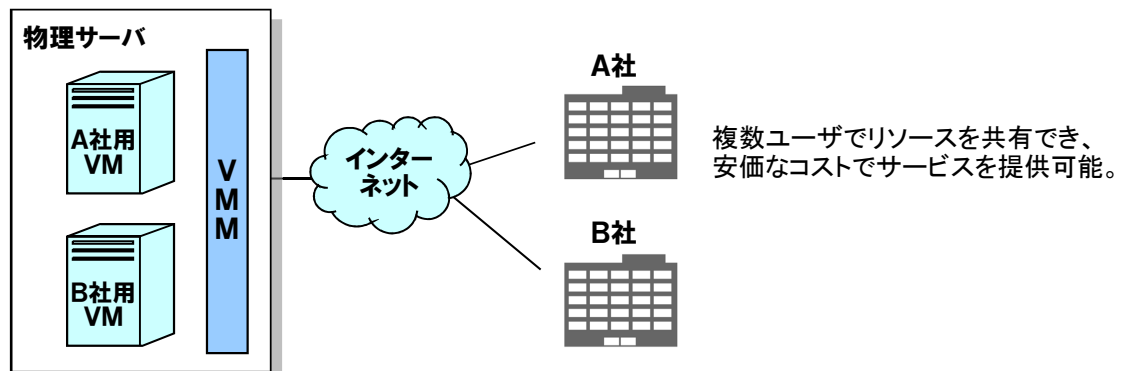 物理サーバ
A社用
VM
B社用
VM
V
M
M
インター
ネット
A社
B社
複数ユーザでリソースを共有でき、
安価なコストでサービスを提供可能。